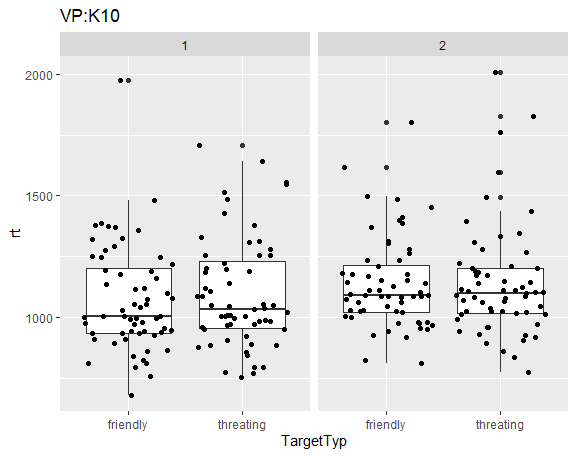 VP:K10
1
2
rt
2000
1500
1000
friendly
threating
friendly
threating
TargetTyp